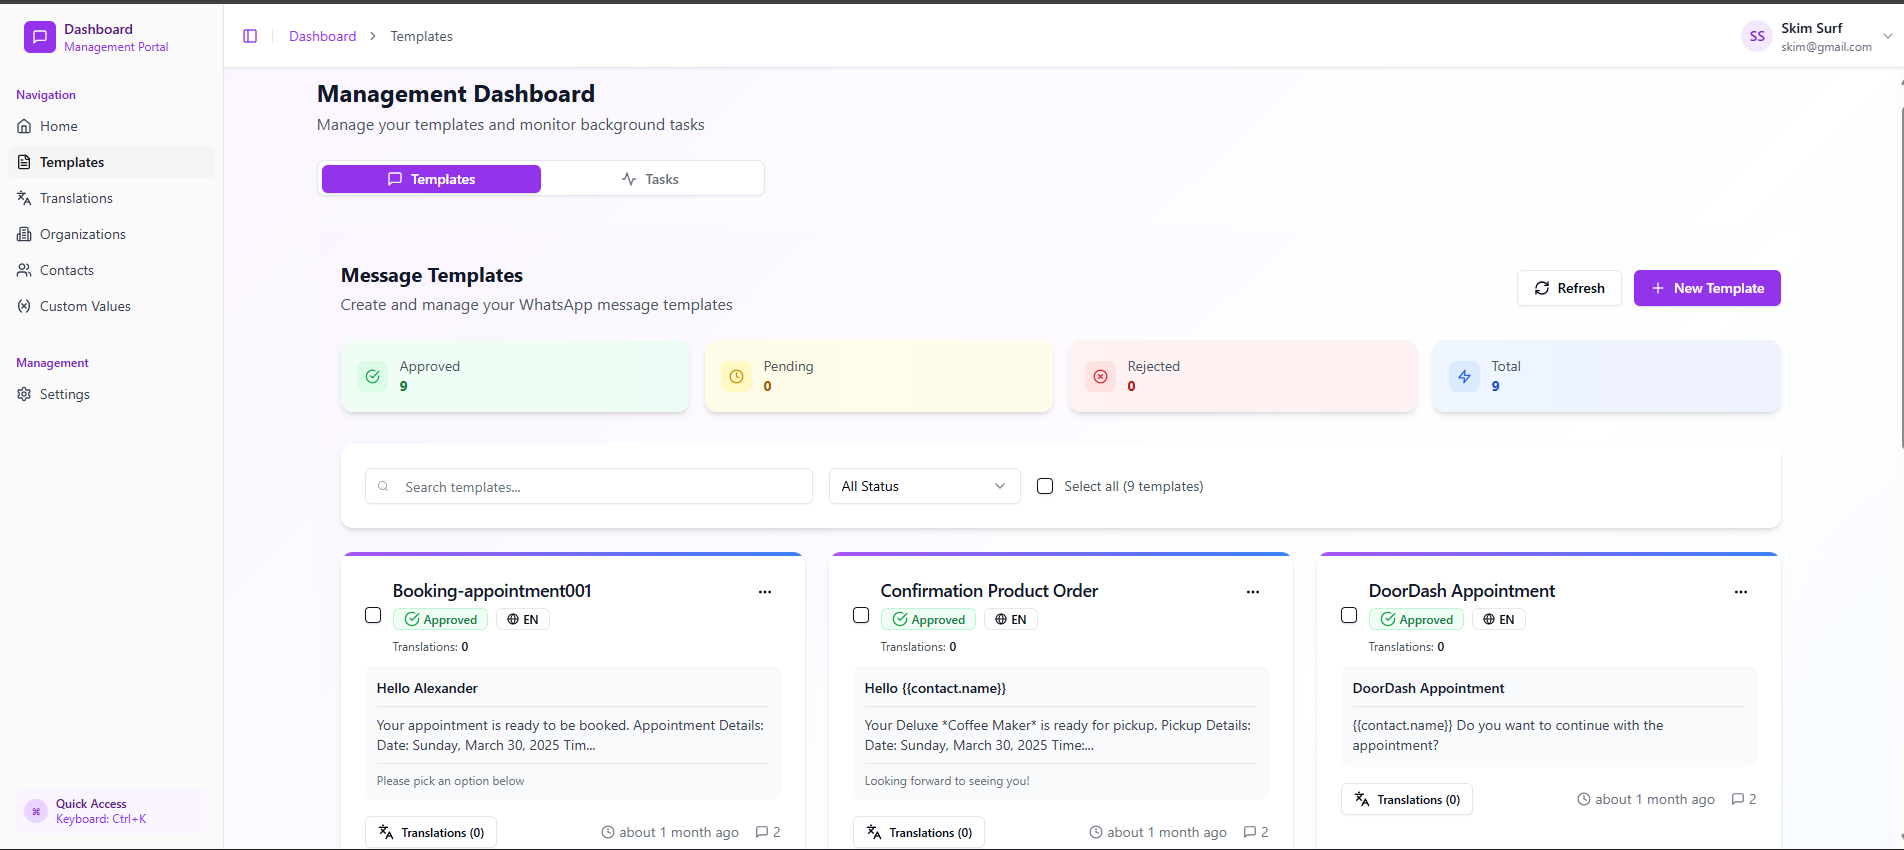 Dashboard
Management Portal
Navigation
Home
Templates
Translations
Organizations
Contacts
Custom Values
Management
Settings
Quick Access
Keyboard: Ctrl+K
Dashboard > Templates
SS
Skim Surf
skim@gmail.com
Management Dashboard
Manage your templates and monitor background tasks
Templates
Tasks
Message Templates
Create and manage your WhatsApp message templates
Refresh
+ New Template
Approved
9
Pending
0
Rejected
0
Total
9
Search templates...
All Status
Select all (9 templates)
Booking-appointment001
...
Approved
EN
Translations: 0
Hello Alexander
Your appointment is ready to be booked. Appointment Details:
Date: Sunday, March 30, 2025 Tim...
Please pick an option below
Translations (0)
about 1 month ago
2
Confirmation Product Order
...
Approved
EN
Translations: 0
Hello {{contact.name}}
Your Deluxe *Coffee Maker* is ready for pickup. Pickup Details:
Date: Sunday, March 30, 2025 Time:...
Looking forward to seeing you!
Translations (0)
about 1 month ago
2
DoorDash Appointment
...
Approved
EN
Translations: 0
DoorDash Appointment
{{contact.name}} Do you want to continue with the
appointment?
Translations (0)
about 1 month ago
2